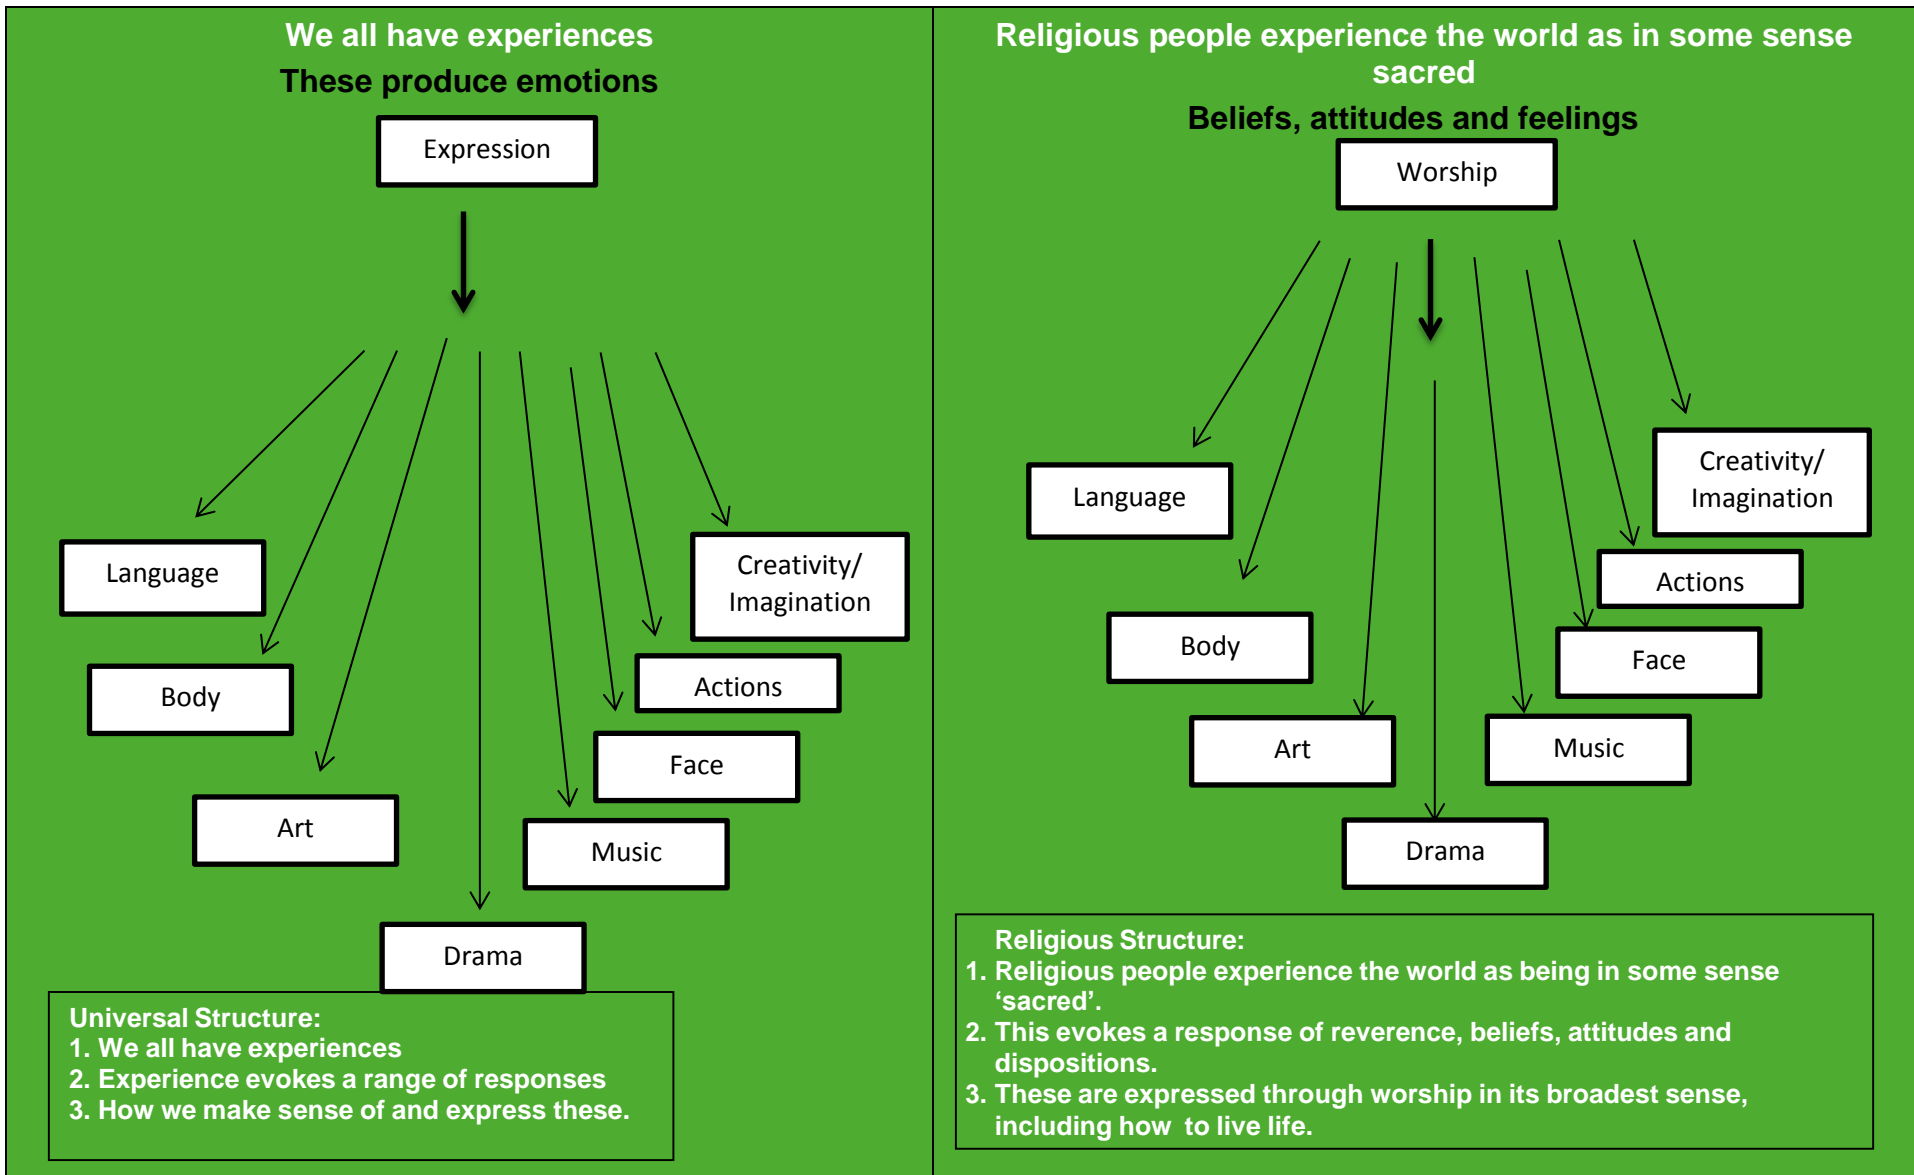 We all have experiences
These produce emotions
Expression
Language
Body
Art
Drama
Music
Face
Actions
Creativity/
Imagination
Universal Structure:
1. We all have experiences
2. Experience evokes a range of responses
3. How we make sense of and express these.
Religious people experience the world as in some sense
sacred
Beliefs, attitudes and feelings
Worship
Language
Body
Art
Drama
Music
Face
Actions
Creativity/
Imagination
Religious Structure:
1. Religious people experience the world as being in some sense
‘sacred’.
2. This evokes a response of reverence, beliefs, attitudes and
dispositions.
3. These are expressed through worship in its broadest sense,
including how to live life.